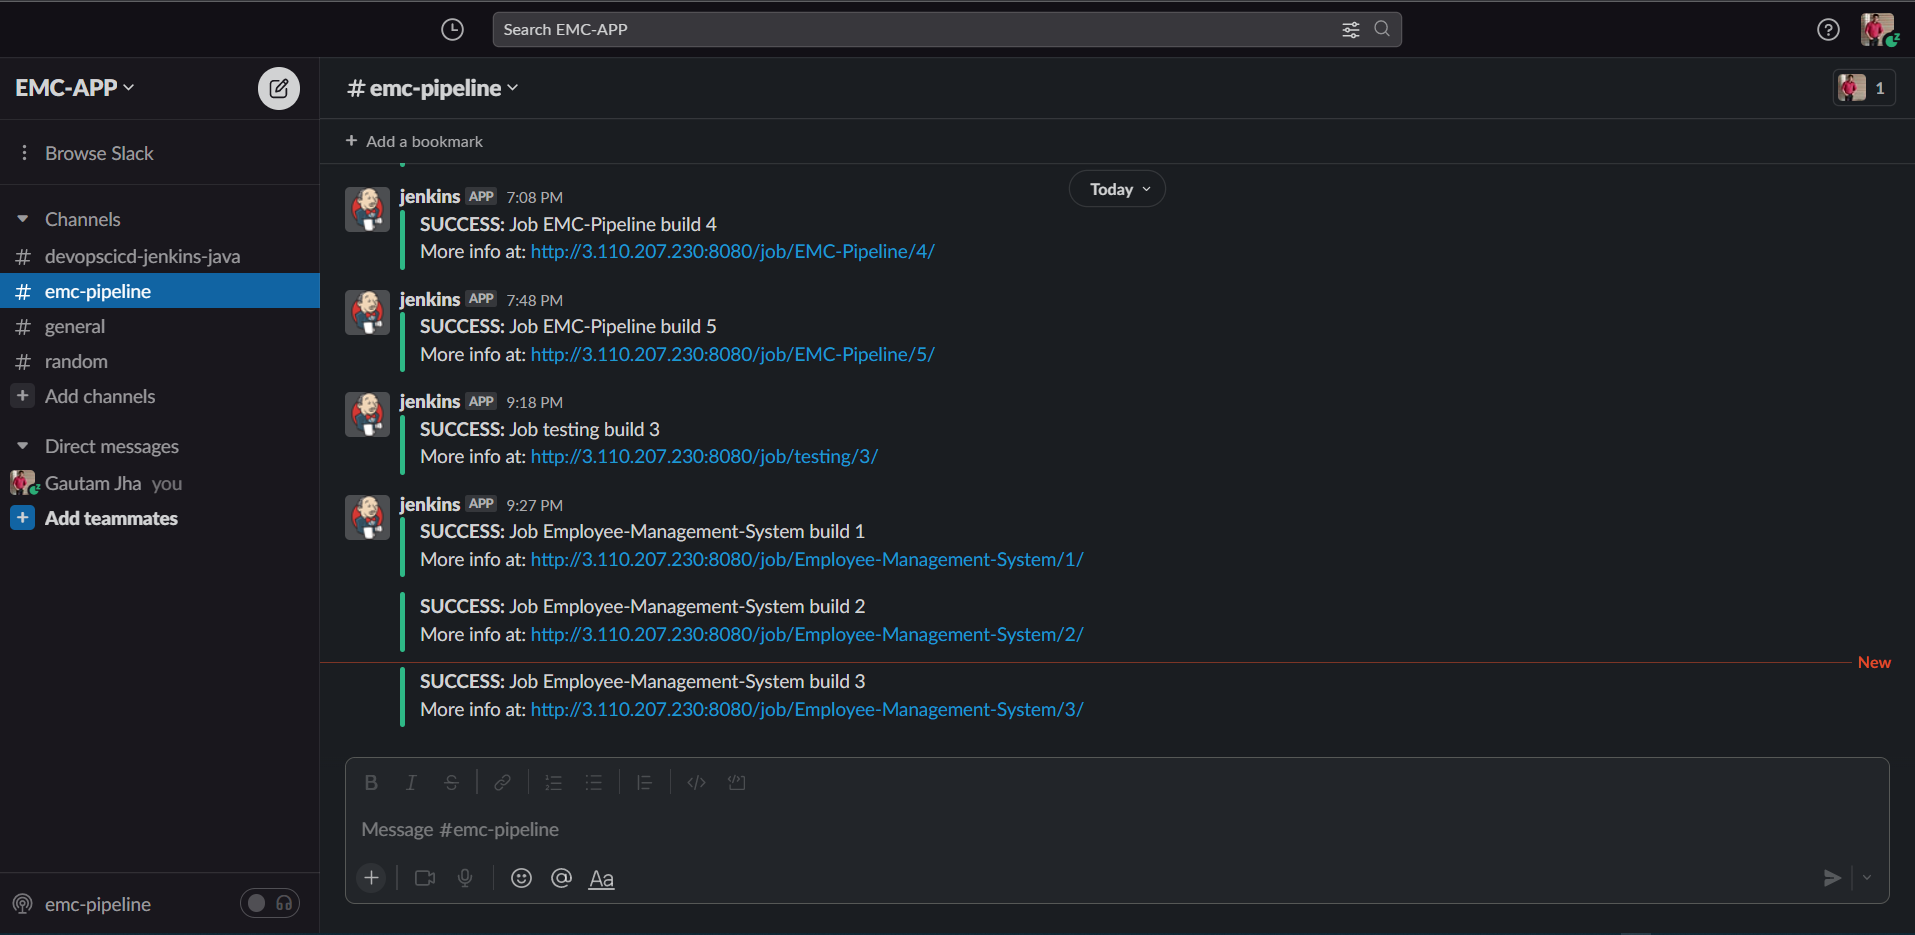 Search EMC-APP
EMC-APP
Browse Slack
Channels
# devopscicd-jenkins-java
# emc-pipeline
# general
# random
+ Add channels
Direct messages
Gautam Jha you
+ Add teammates
emc-pipeline
# emc-pipeline
1
+ Add a bookmark
Today
jenkins APP 7:08 PM
SUCCESS: Job EMC-Pipeline build 4
More info at: http://3.110.207.230:8080/job/EMC-Pipeline/4/
jenkins APP 7:48 PM
SUCCESS: Job EMC-Pipeline build 5
More info at: http://3.110.207.230:8080/job/EMC-Pipeline/5/
jenkins APP 9:18 PM
SUCCESS: Job testing build 3
More info at: http://3.110.207.230:8080/job/testing/3/
jenkins APP 9:27 PM
SUCCESS: Job Employee-Management-System build 1
More info at: http://3.110.207.230:8080/job/Employee-Management-System/1/
SUCCESS: Job Employee-Management-System build 2
More info at: http://3.110.207.230:8080/job/Employee-Management-System/2/
New
SUCCESS: Job Employee-Management-System build 3
More info at: http://3.110.207.230:8080/job/Employee-Management-System/3/
B I S
Message #emc-pipeline
+ @ Aa